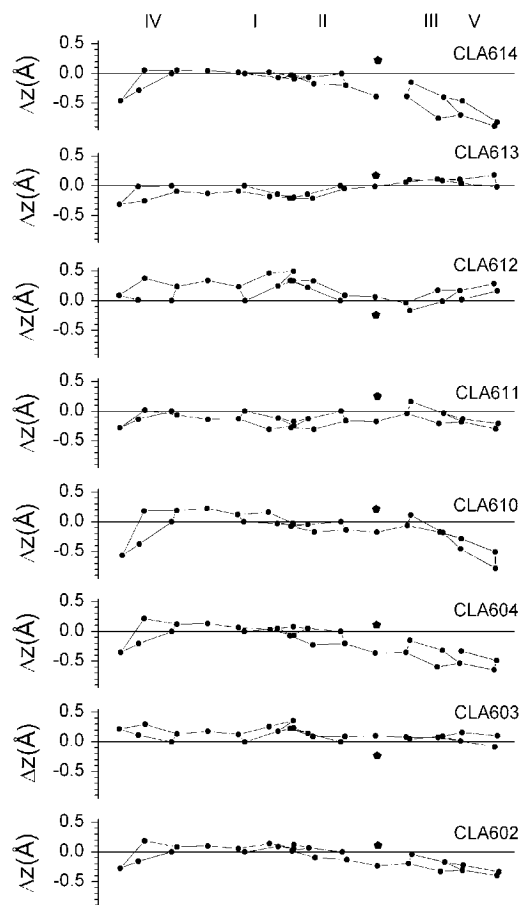 IV I II III V
0.5 CLA614
0.0
-0.5
Δz(Å)
0.5 CLA613
0.0
-0.5
Δz(Å)
0.5 CLA612
0.0
-0.5
Δz(Å)
0.5 CLA611
0.0
-0.5
Δz(Å)
0.5 CLA610
0.0
-0.5
Δz(Å)
0.5 CLA604
0.0
-0.5
Δz(Å)
0.5 CLA603
0.0
-0.5
Δz(Å)
0.5 CLA602
0.0
-0.5
Δz(Å)